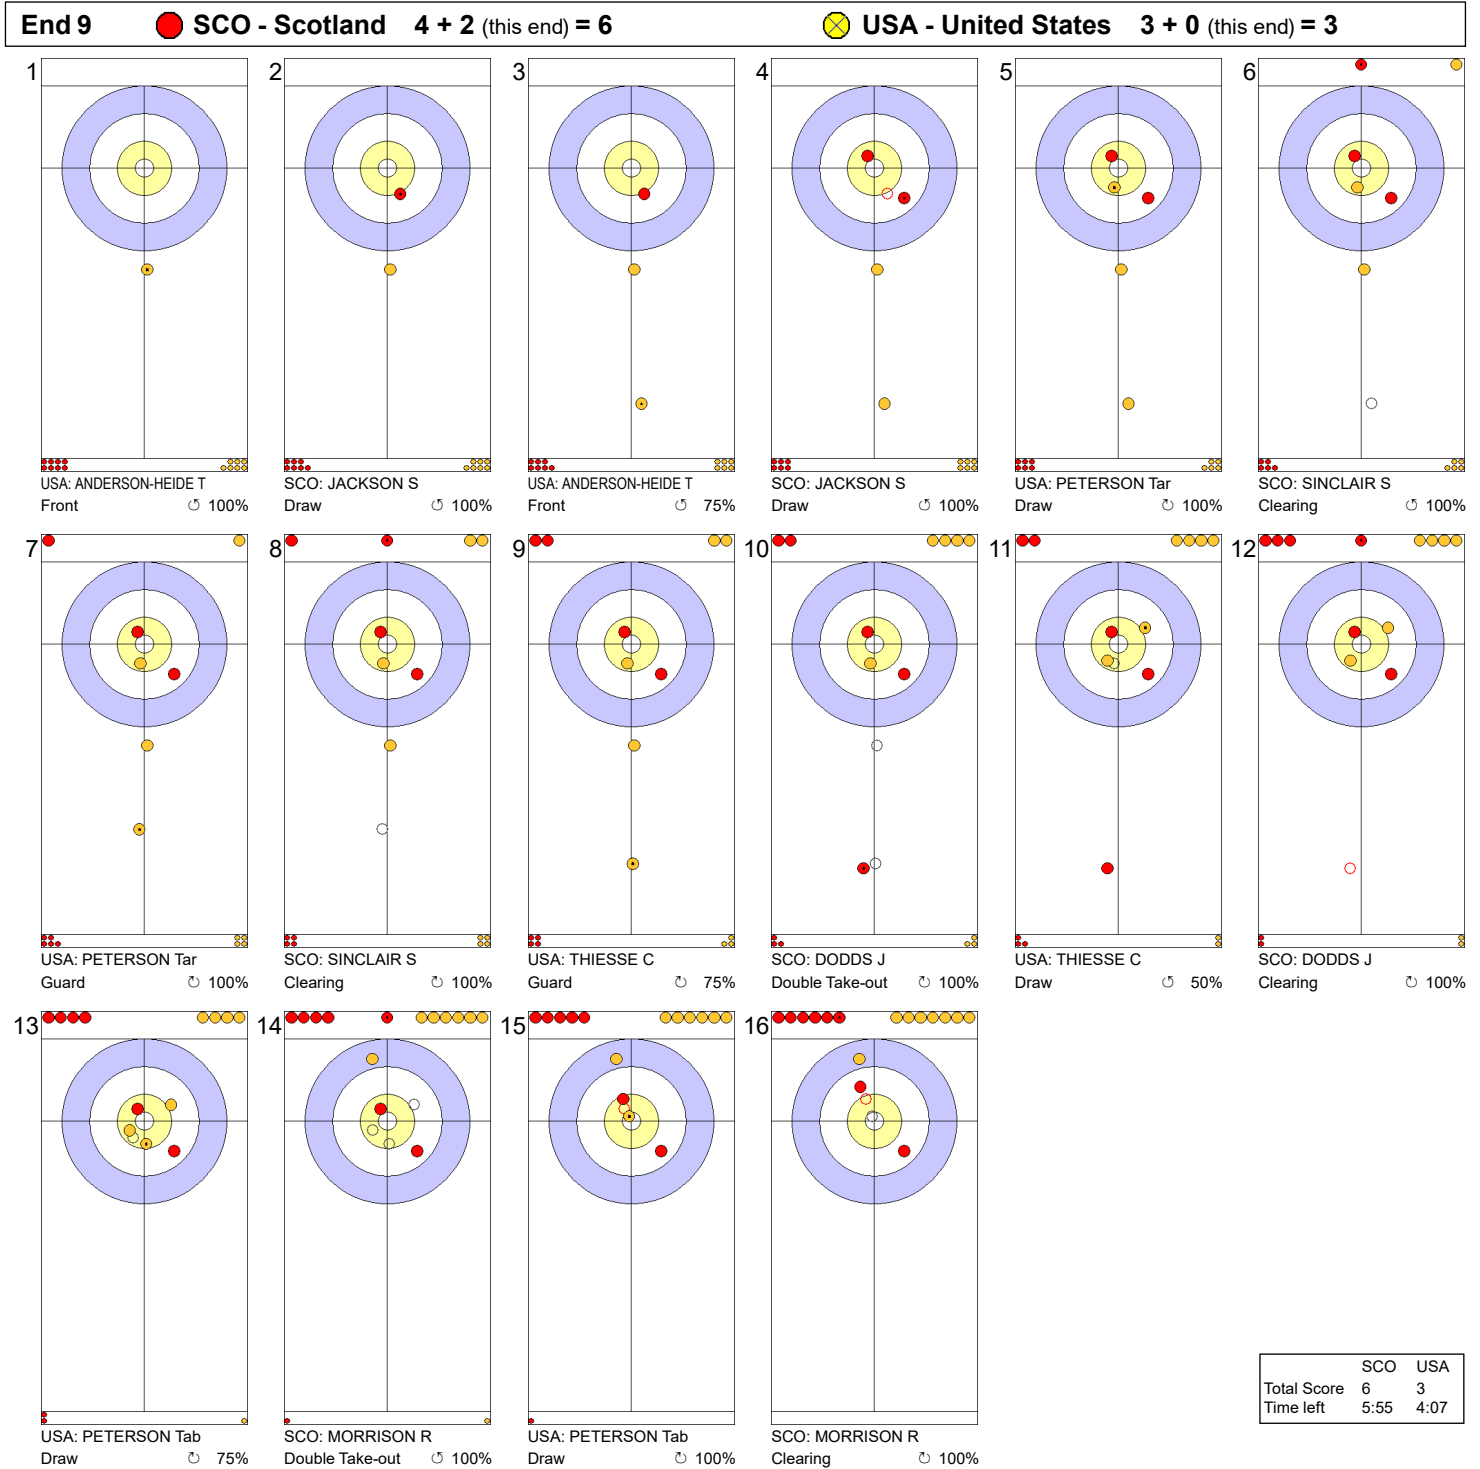 End 9 SCO - Scotland 4 + 2 (this end) = 6 USA - United States 3 + 0 (this end) = 3
1 2 3 4 5 6
USA: ANDERSON-HEIDE T SCO: JACKSON S USA: ANDERSON-HEIDE T SCO: JACKSON S USA: PETERSON Tar SCO: SINCLAIR S
Front ↺ 100% Draw ↺ 100% Front ↺ 75% Draw ↺ 100% Draw ↻ 100% Clearing ↺ 100%
7 8 9 10 11 12
USA: PETERSON Tar SCO: SINCLAIR S USA: THIESSE C SCO: DODDS J USA: THIESSE C SCO: DODDS J
Guard ↻ 100% Clearing ↻ 100% Guard ↻ 75% Double Take-out ↻ 100% Draw ↺ 50% Clearing ↻ 100%
13 14 15 16
USA: PETERSON Tab SCO: MORRISON R USA: PETERSON Tab SCO: MORRISON R
Draw ↻ 75% Double Take-out ↻ 100% Draw ↻ 100% Clearing ↻ 100%
SCO USA
Total Score 6 3
Time left 5:55 4:07